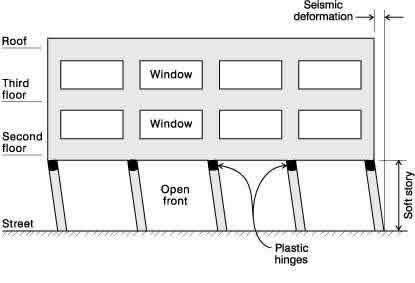 Seismic
deformation
Roof
Window
Third
floor
Window
Second
floor
Open
front
Soft story
Street
Plastic
hinges